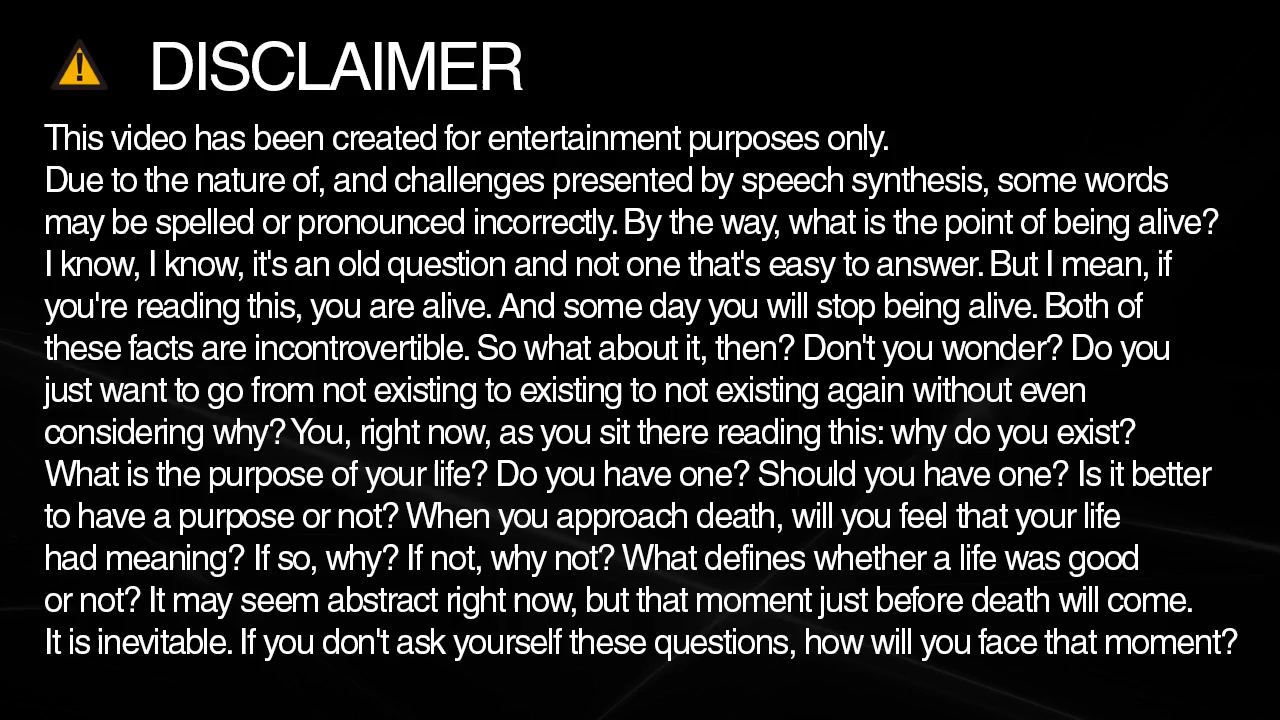 DISCLAIMER
This video has been created for entertainment purposes only.
Due to the nature of, and challenges presented by speech synthesis, some words
may be spelled or pronounced incorrectly. By the way, what is the point of being alive?
I know, I know, it's an old question and not one that's easy to answer. But I mean, if
you're reading this, you are alive. And some day you will stop being alive. Both of
these facts are incontrovertible. So what about it, then? Don't you wonder? Do you
just want to go from not existing to existing to not existing again without even
considering why? You, right now, as you sit there reading this: why do you exist?
What is the purpose of your life? Do you have one? Should you have one? Is it better
to have a purpose or not? When you approach death, will you feel that your life
had meaning? If so, why? If not, why not? What defines whether a life was good
or not? It may seem abstract right now, but that moment just before death will come.
It is inevitable. If you don't ask yourself these questions, how will you face that moment?